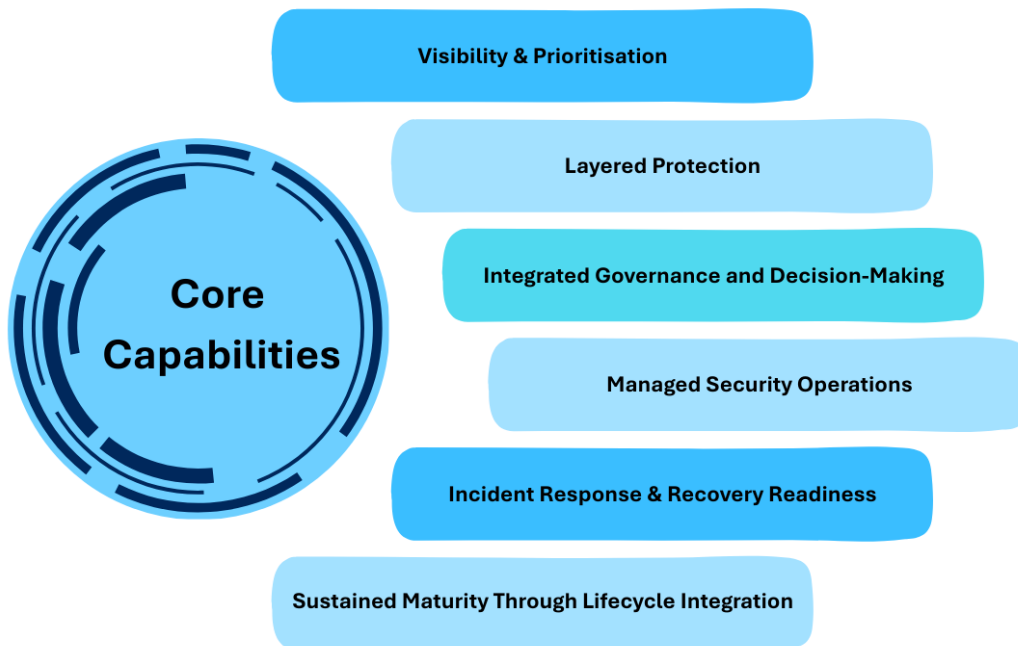 Visibility & Prioritisation
Layered Protection
Core
Capabilities
Integrated Governance and Decision-Making
Managed Security Operations
Incident Response & Recovery Readiness
Sustained Maturity Through Lifecycle Integration